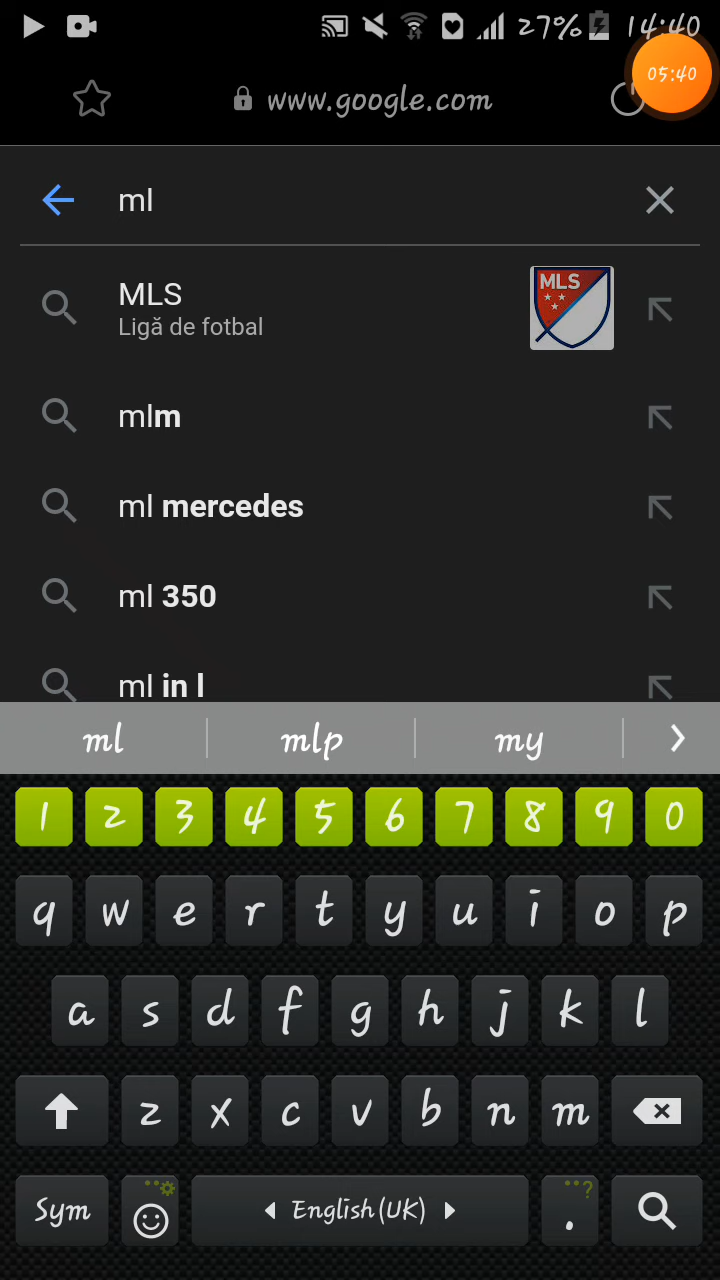 27% 14:40
05:40
www.google.com
ml
MLS
Ligă de fotbal
MLS
mlm
ml mercedes
ml 350
ml in l
ml mlp my
1 2 3 4 5 6 7 8 9 0
q w e r t y u i o p
a s d f g h j k l
z x c v b n m
Sym English(UK) . ?